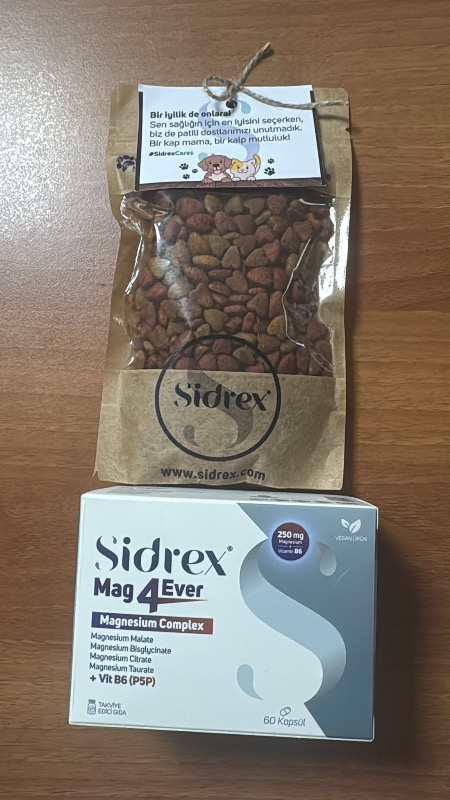 Bir İyilik de onlara!
Sen sağlığın için en iyisini seçerken,
biz de patili dostlarımızı unutmadık.
Bir kap mama, bir kalp mutluluk!
#SidrexCares
Sidrex
www.sidrex.com
Sidrex®
Mag 4 Ever
Magnesium Complex
Magnesium Malate
Magnesium Bisglycinate
Magnesium Citrate
Magnesium Taurate
+ Vit B6 (P5P)
250 mg
Magnesium
+
Vitamin B6
VEGAN ÜRÜN
TAKVİYE
EDİCİ GIDA
60 Kapsül